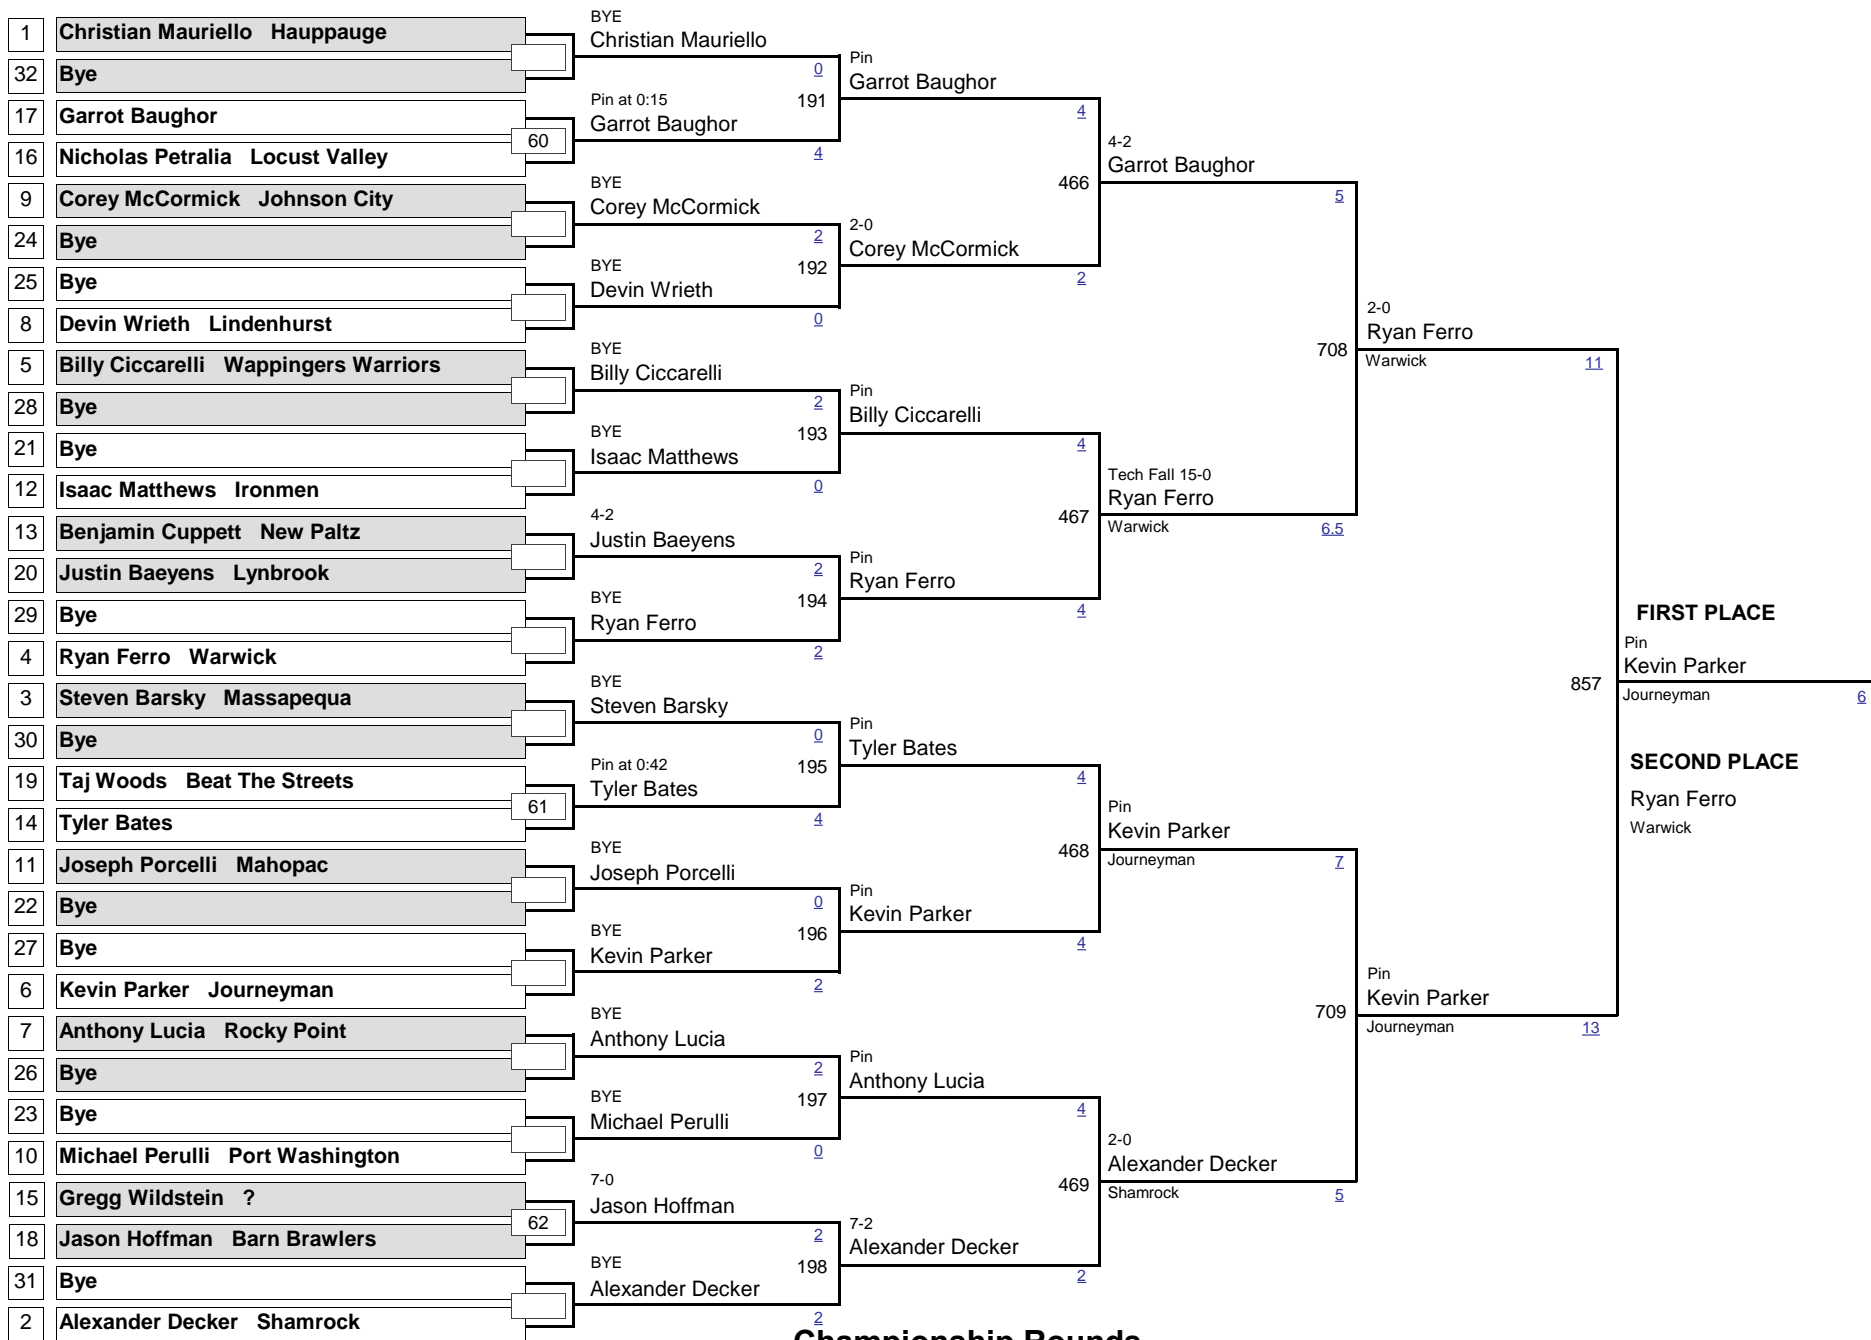 1 Christian Mauriello Hauppauge
32 Bye
17 Garrot Baughor
16 Nicholas Petralia Locust Valley
9 Corey McCormick Johnson City
24 Bye
25 Bye
8 Devin Wrieth Lindenhurst
5 Billy Ciccarelli Wappingers Warriors
28 Bye
21 Bye
12 Isaac Matthews Ironmen
13 Benjamin Cuppett New Paltz
20 Justin Baeyens Lynbrook
29 Bye
4 Ryan Ferro Warwick
3 Steven Barsky Massapequa
30 Bye
19 Taj Woods Beat The Streets
14 Tyler Bates
11 Joseph Porcelli Mahopac
22 Bye
27 Bye
6 Kevin Parker Journeyman
7 Anthony Lucia Rocky Point
26 Bye
23 Bye
10 Michael Perulli Port Washington
15 Gregg Wildstein ?
18 Jason Hoffman Barn Brawlers
31 Bye
2 Alexander Decker Shamrock
60
61
62
BYE
Christian Mauriello
0
191
Pin at 0:15
Garrot Baughor
4
BYE
Corey McCormick
2
192
BYE
Devin Wrieth
0
BYE
Billy Ciccarelli
2
193
BYE
Isaac Matthews
0
4-2
Justin Baeyens
2
194
BYE
Ryan Ferro
2
BYE
Steven Barsky
0
195
Pin at 0:42
Tyler Bates
4
BYE
Joseph Porcelli
0
196
BYE
Kevin Parker
2
BYE
Anthony Lucia
2
197
BYE
Michael Perulli
0
7-0
Jason Hoffman
2
198
BYE
Alexander Decker
2
Pin
Garrot Baughor
4
466
2-0
Corey McCormick
2
Pin
Billy Ciccarelli
4
467
Pin
Ryan Ferro
4
Pin
Tyler Bates
4
468
Pin
Kevin Parker
4
Pin
Anthony Lucia
4
469
7-2
Alexander Decker
2
4-2
Garrot Baughor
5
708
Tech Fall 15-0
Ryan Ferro
Warwick
6.5
Pin
Kevin Parker
Journeyman
7
709
2-0
Alexander Decker
Shamrock
5
2-0
Ryan Ferro
Warwick
11
857
Pin
Kevin Parker
Journeyman
13
FIRST PLACE
Pin
Kevin Parker
Journeyman
6
SECOND PLACE
Ryan Ferro
Warwick
Championship Rounds